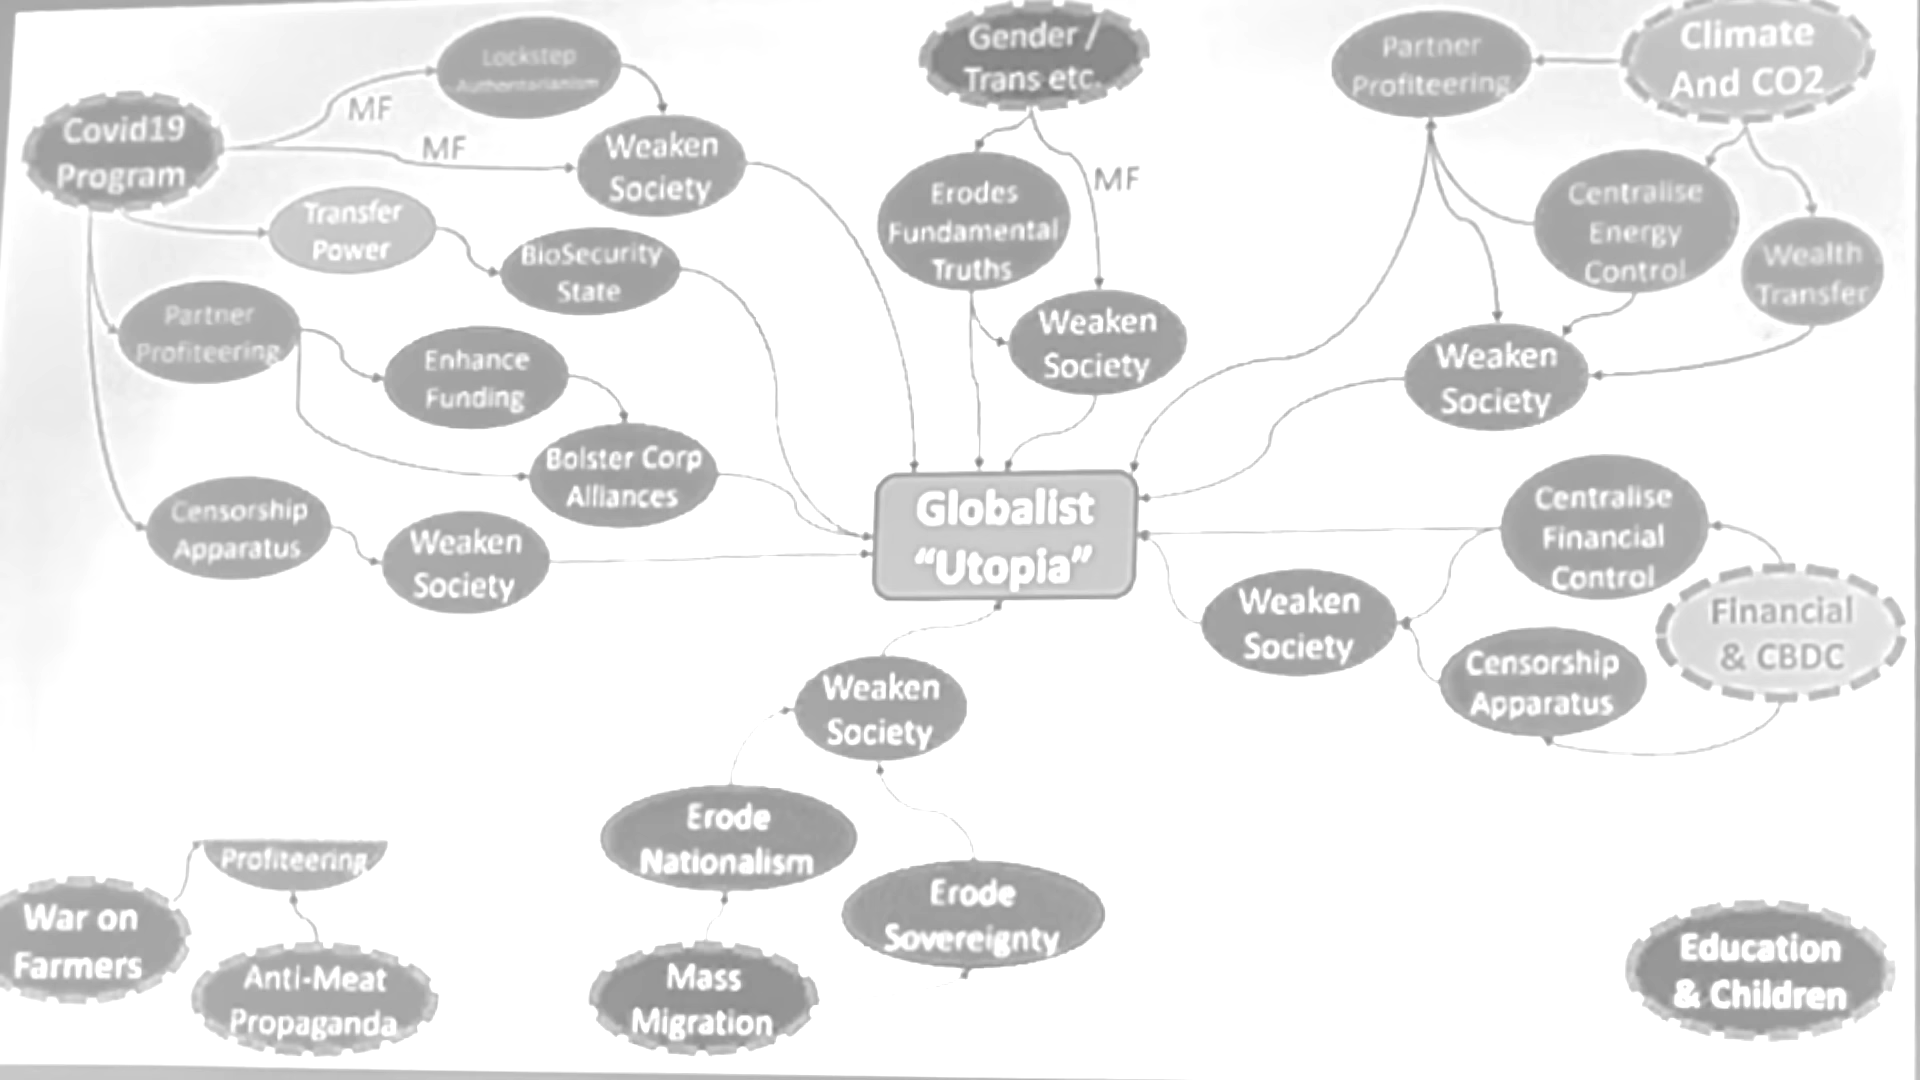 Covid19
Program
MF
MF
Lockstep
Authoritarianism
Weaken
Society
Transfer
Power
BioSecurity
State
Partner
Profiteering
Enhance
Funding
Bolster Corp
Alliances
Censorship
Apparatus
Weaken
Society
Gender /
Trans etc.
Erodes
Fundamental
Truths
MF
Weaken
Society
Partner
Profiteering
Climate
And CO2
Centralise
Energy
Control
Wealth
Transfer
Weaken
Society
Globalist
“Utopia”
Centralise
Financial
Control
Financial
& CBDC
Weaken
Society
Censorship
Apparatus
Weaken
Society
Erode
Nationalism
Erode
Sovereignty
Mass
Migration
Profiteering
War on
Farmers
Anti-Meat
Propaganda
Education
& Children